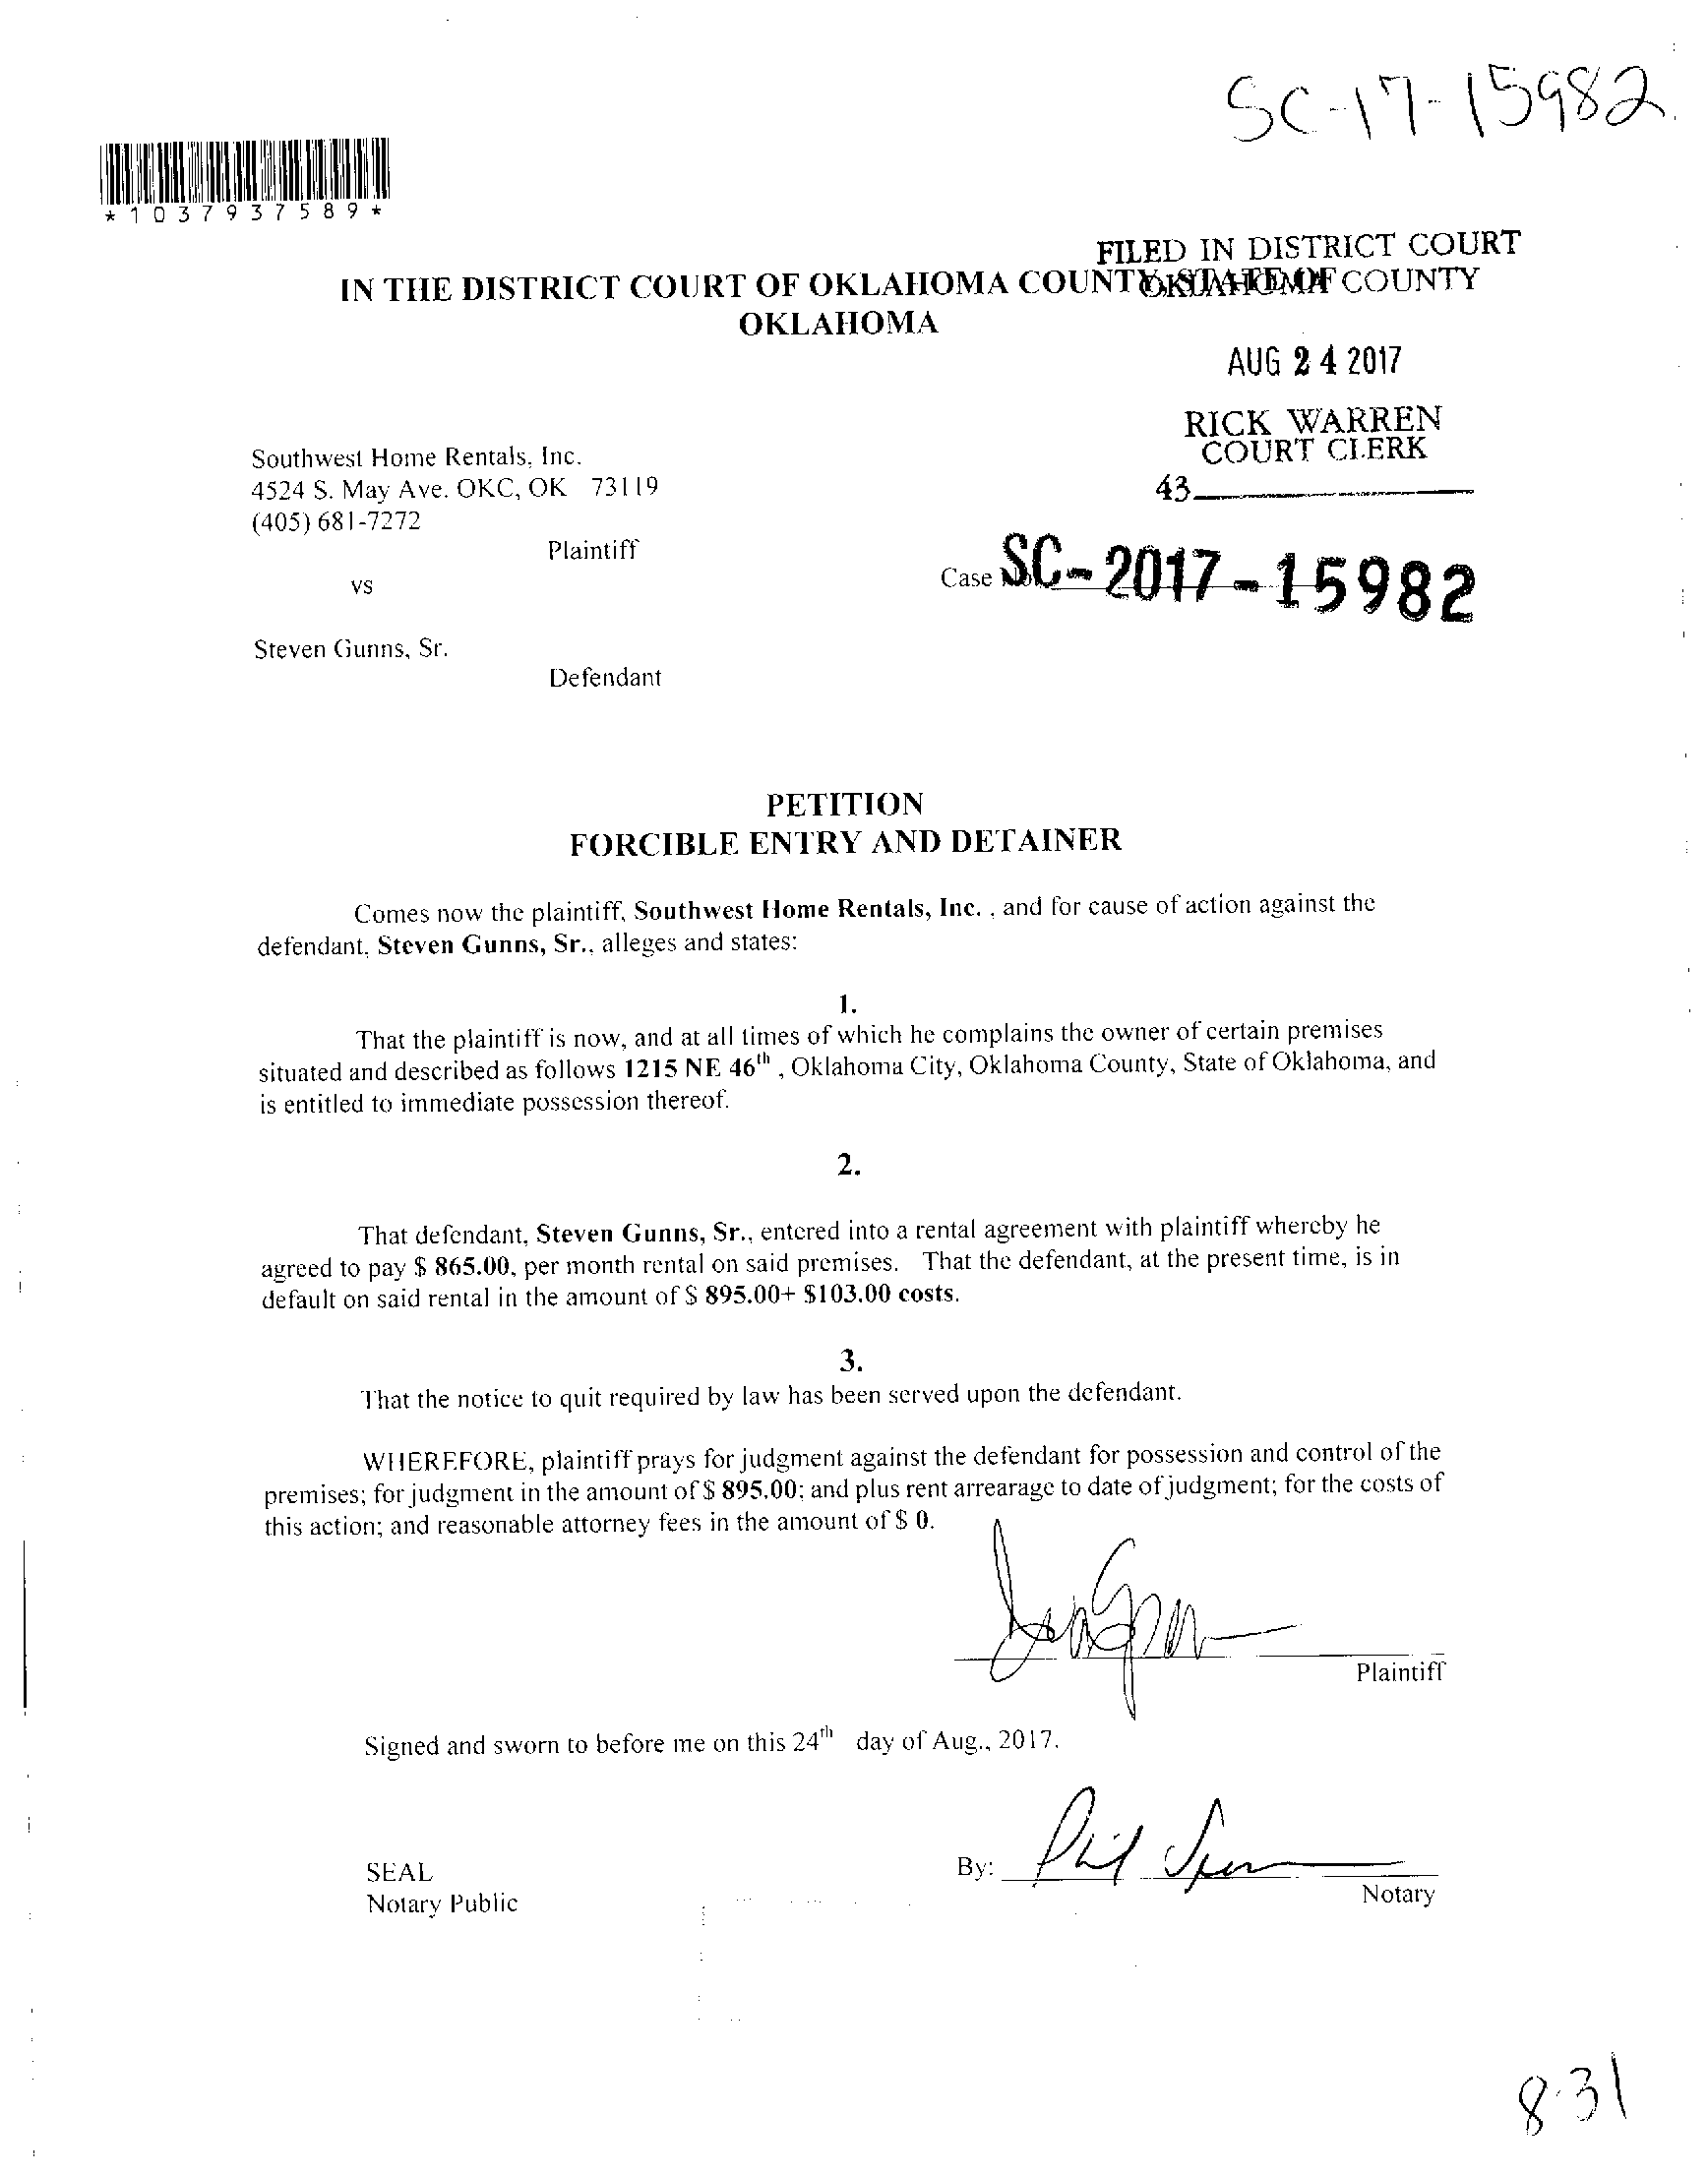 SC-17-15982
*1037937589*
FILED IN DISTRICT COURT
OKLAHOMA COUNTY
IN THE DISTRICT COURT OF OKLAHOMA COUNTY, STATE OF
OKLAHOMA
AUG 24 2017
RICK WARREN
COURT CLERK
43
Southwest Home Rentals, Inc.
4524 S. May Ave. OKC, OK 73119
(405) 681-7272
Plaintiff
vs
Case No. SC-2017-15982
Steven Gunns, Sr.
Defendant
PETITION
FORCIBLE ENTRY AND DETAINER
Comes now the plaintiff, Southwest Home Rentals, Inc. , and for cause of action against the
defendant, Steven Gunns, Sr., alleges and states:
1.
That the plaintiff is now, and at all times of which he complains the owner of certain premises
situated and described as follows 1215 NE 46th , Oklahoma City, Oklahoma County, State of Oklahoma, and
is entitled to immediate possession thereof.
2.
That defendant, Steven Gunns, Sr., entered into a rental agreement with plaintiff whereby he
agreed to pay $ 865.00, per month rental on said premises. That the defendant, at the present time, is in
default on said rental in the amount of $ 895.00+ $103.00 costs.
3.
That the notice to quit required by law has been served upon the defendant.
WHEREFORE, plaintiff prays for judgment against the defendant for possession and control of the
premises; for judgment in the amount of $ 895.00; and plus rent arrearage to date of judgment; for the costs of
this action; and reasonable attorney fees in the amount of $ 0.
Plaintiff
Signed and sworn to before me on this 24th day of Aug., 2017.
SEAL
By: Phil
Notary Public
Notary
8.31